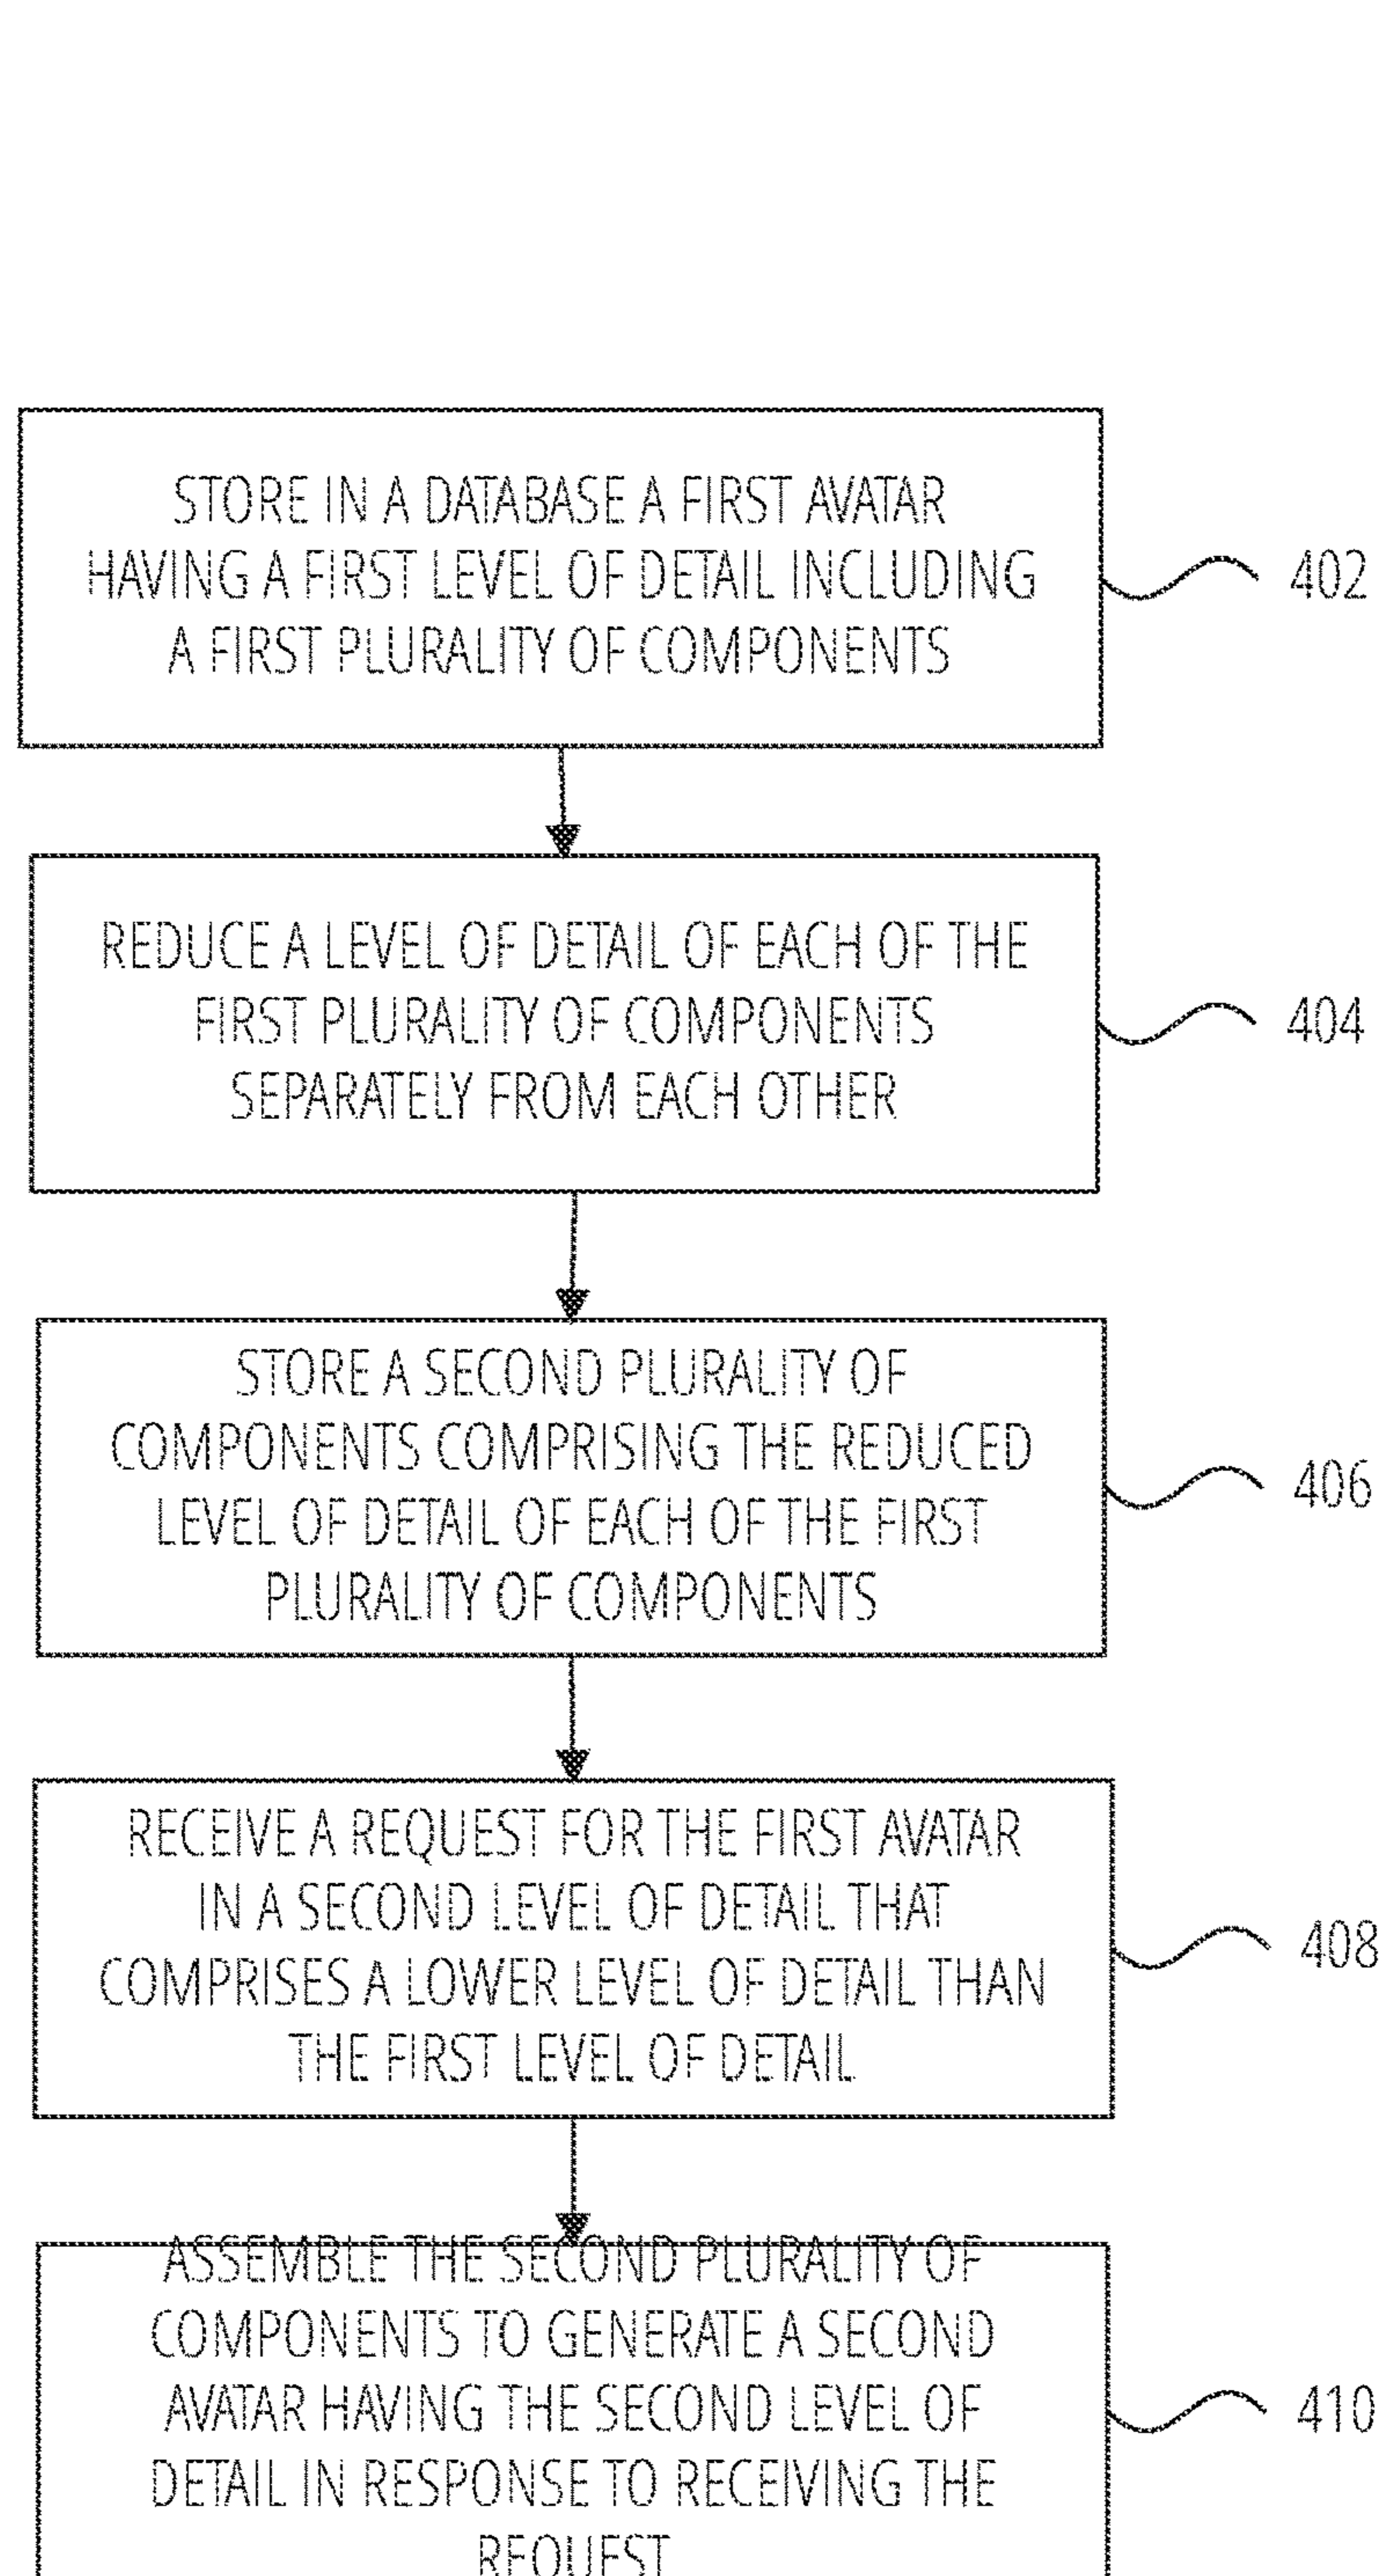 STORE IN A DATABASE A FIRST AVATAR
HAVING A FIRST LEVEL OF DETAIL INCLUDING
A FIRST PLURALITY OF COMPONENTS
402
REDUCE A LEVEL OF DETAIL OF EACH OF THE
FIRST PLURALITY OF COMPONENTS
SEPARATELY FROM EACH OTHER
404
STORE A SECOND PLURALITY OF
COMPONENTS COMPRISING THE REDUCED
LEVEL OF DETAIL OF EACH OF THE FIRST
PLURALITY OF COMPONENTS
406
RECEIVE A REQUEST FOR THE FIRST AVATAR
IN A SECOND LEVEL OF DETAIL THAT
COMPRISES A LOWER LEVEL OF DETAIL THAN
THE FIRST LEVEL OF DETAIL
408
ASSEMBLE THE SECOND PLURALITY OF
COMPONENTS TO GENERATE A SECOND
AVATAR HAVING THE SECOND LEVEL OF
DETAIL IN RESPONSE TO RECEIVING THE
REQUEST
410